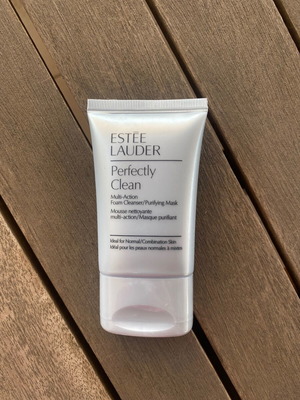 ESTĒE
LAUDER
Perfectly
Clean
Multi-Action
Foam Cleanser/Purifying Mask
Mousse nettoyante
multi-action/Masque purifiant
Ideal for Normal/Combination Skin
Idéal pour les peaux normales à mixtes